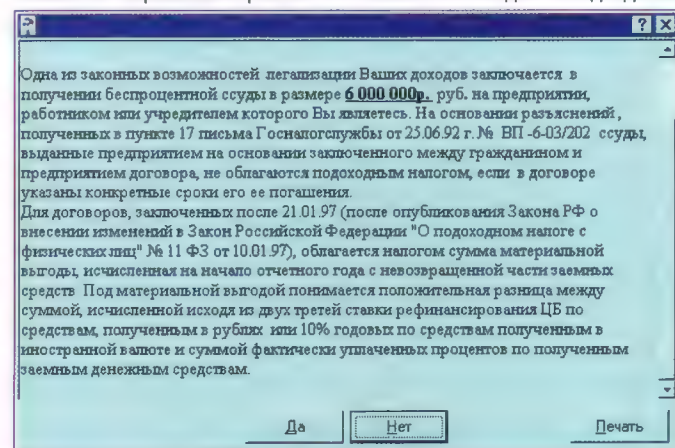 Одна из законных возможностей легализации Ваших доходов заключается в
получении беспроцентной ссуды в размере 6 000 000р. руб. на предприятии,
работником или учредителем которого Вы являетесь. На основании разъяснений,
полученных в пункте 17 письма Госналогслужбы от 25.06.92 г. № ВП -6-03/202 ссуды,
выданные предприятием на основании заключенного между гражданином и
предприятием договора, не облагаются подоходным налогом, если в договоре
указаны конкретные сроки его ее погашения.
Для договоров, заключенных после 21.01.97 (после опубликования Закона РФ о
внесении изменений в Закон Российской Федерации "О подоходном налоге с
физических лиц" № 11 ФЗ от 10.01.97), облагается налогом сумма материальной
выгоды, исчисленная на начало отчетного года с невозвращенной части заемных
средств Под материальной выгодой понимается положительная разница между
суммой, исчисленной исходя из двух третей ставки рефинансирования ЦБ по
средствам, полученным в рублях или 10% годовых по средствам полученным в
иностранной валюте и суммой фактически уплаченных процентов по полученным
заемным денежным средствам.
Да Нет Печать